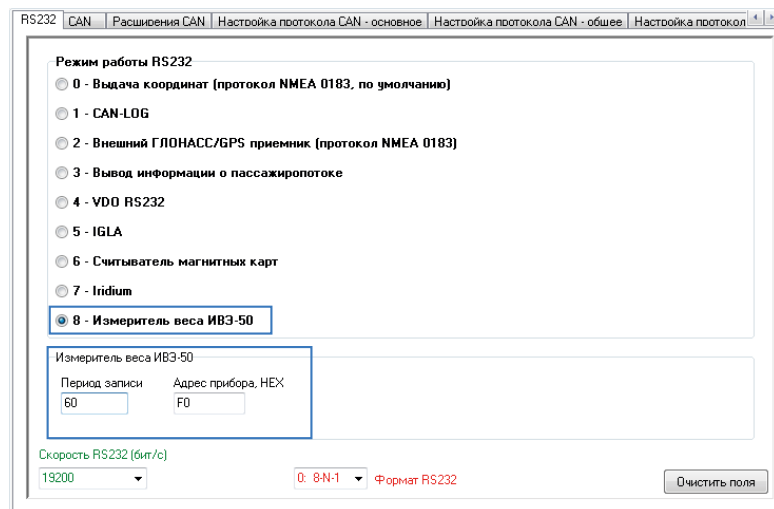 RS232 CAN Расширения CAN Настройка протокола CAN - основное Настройка протокола CAN - общее Настройка протокол
Режим работы RS232
0 - Выдача координат (протокол NMEA 0183, по умолчанию)
1 - CAN-LOG
2 - Внешний ГЛОНАСС/GPS приемник (протокол NMEA 0183)
3 - Вывод информации о пассажиропотоке
4 - VDO RS232
5 - IGLA
6 - Считыватель магнитных карт
7 - Iridium
8 - Измеритель веса ИВЭ-50
Измеритель веса ИВЭ-50
Период записи Адрес прибора, HEX
60 F0
Скорость RS232 (бит/с)
19200 0: 8-N-1 Формат RS232 Очистить поля